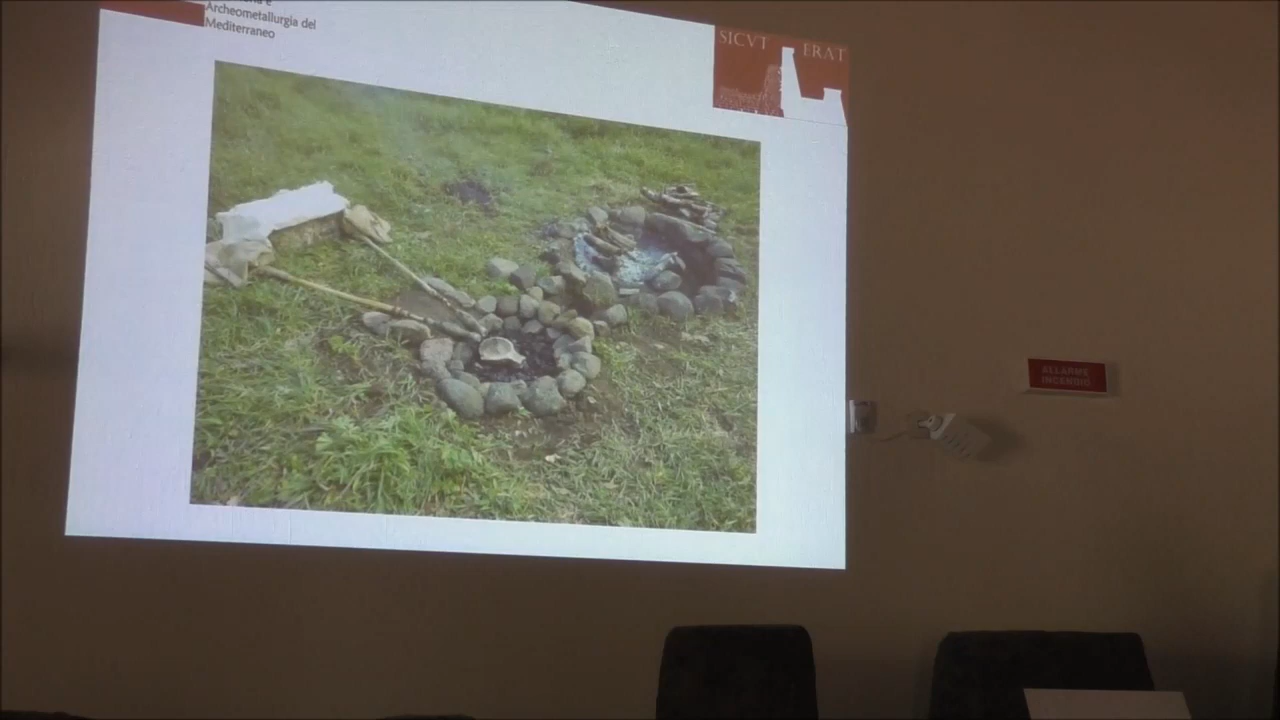 Archeometallurgia del
Mediterraneo
SICVT ERAT
ALLARME
INCENDIO